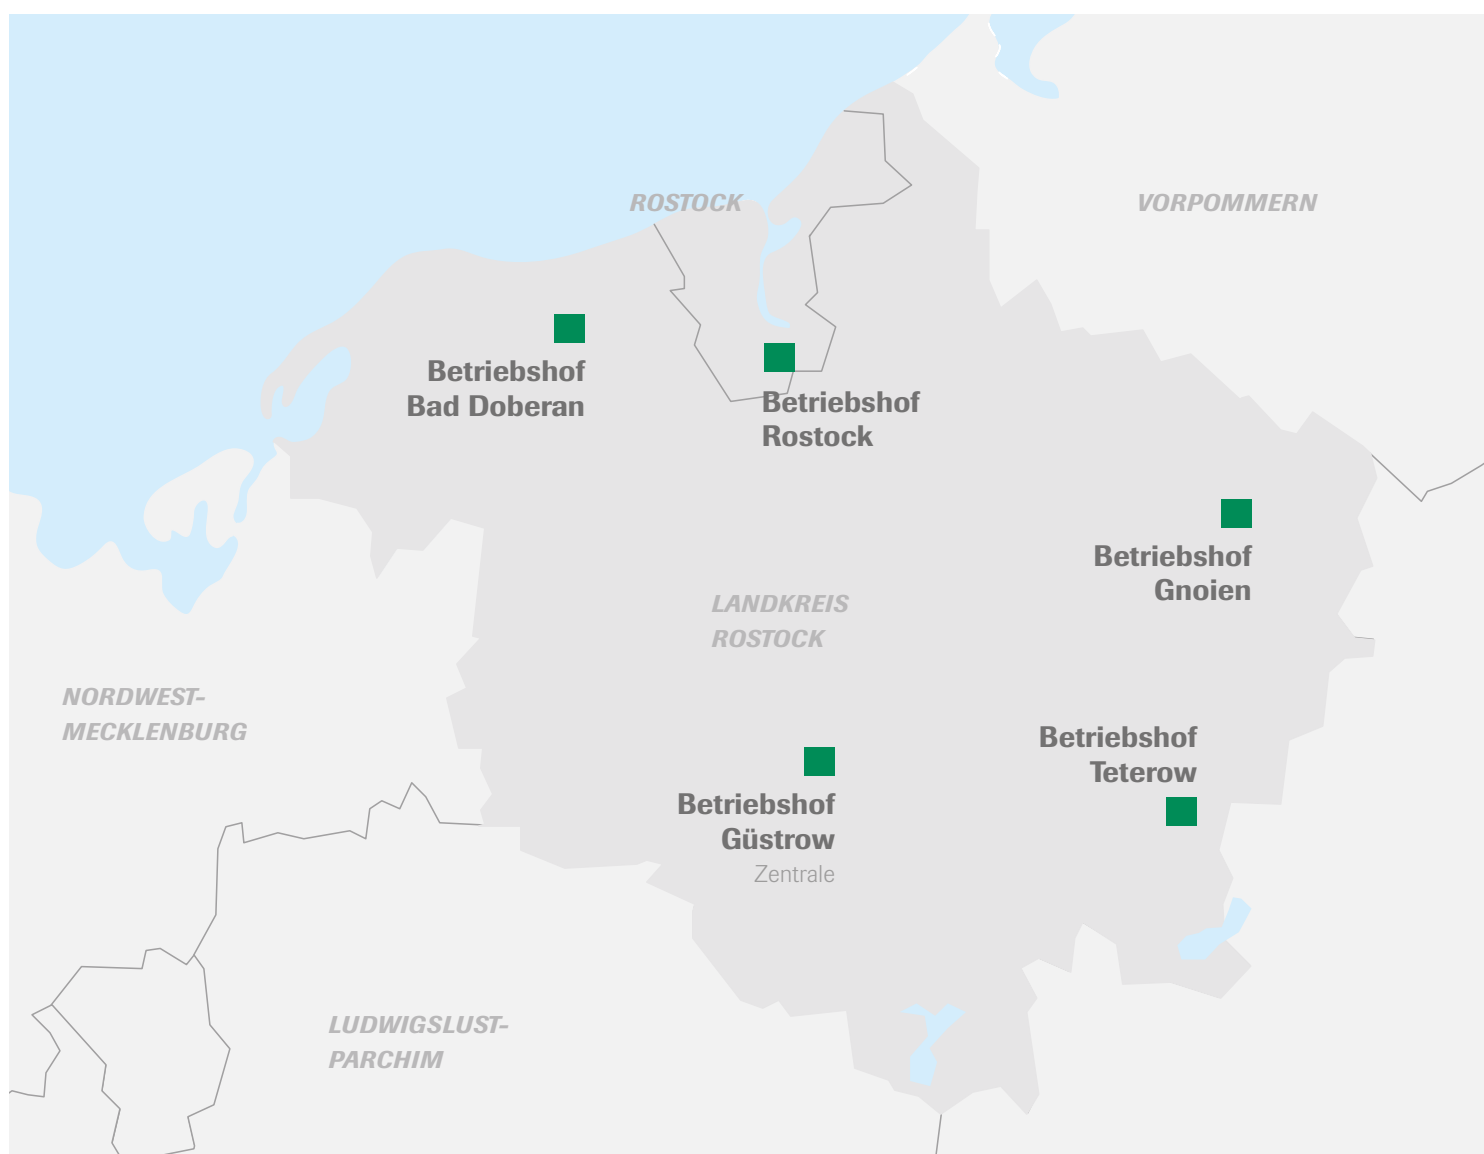 ROSTOCK
VORPOMMERN
Betriebshof
Bad Doberan
Betriebshof
Rostock
Betriebshof
Gnoien
LANDKREIS
ROSTOCK
NORDWEST-
MECKLENBURG
Betriebshof
Teterow
Betriebshof
Güstrow
Zentrale
LUDWIGSLUST-
PARCHIM